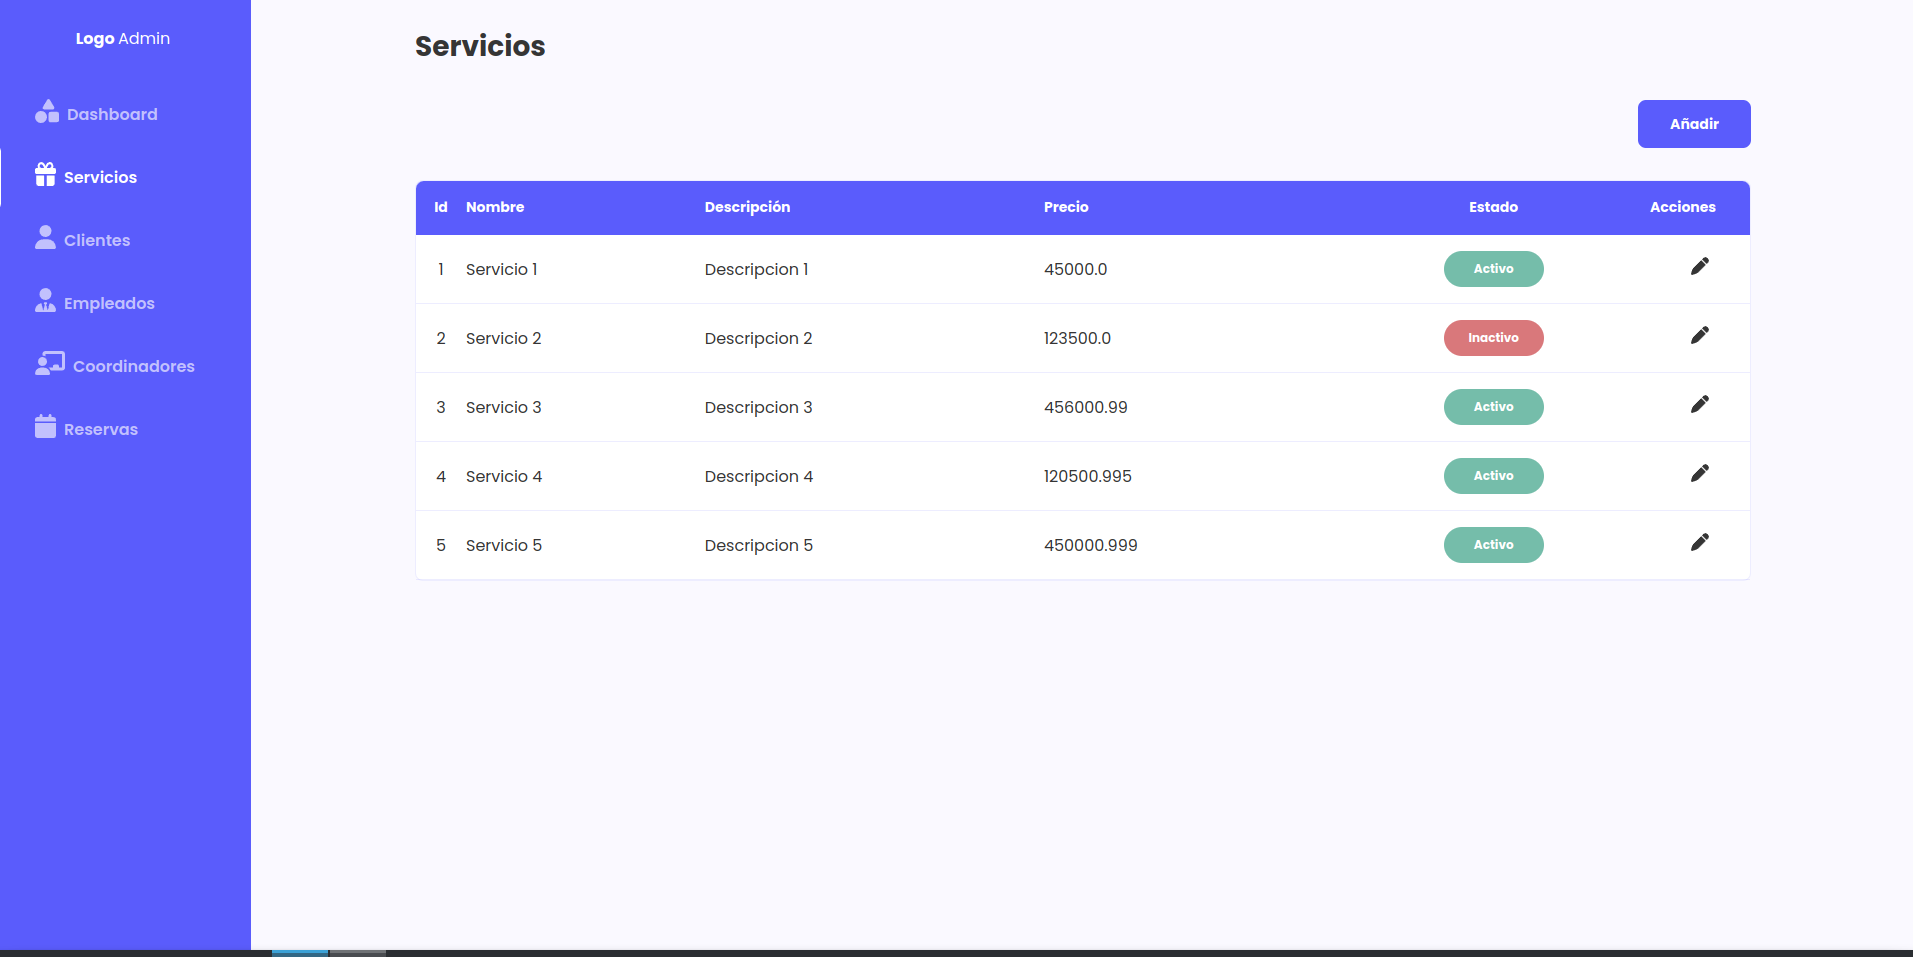 Logo Admin
Dashboard
Servicios
Clientes
Empleados
Coordinadores
Reservas
Servicios
Añadir
Id Nombre Descripción Precio Estado Acciones
1 Servicio 1 Descripcion 1 45000.0 Activo
2 Servicio 2 Descripcion 2 123500.0 Inactivo
3 Servicio 3 Descripcion 3 456000.99 Activo
4 Servicio 4 Descripcion 4 120500.995 Activo
5 Servicio 5 Descripcion 5 450000.999 Activo